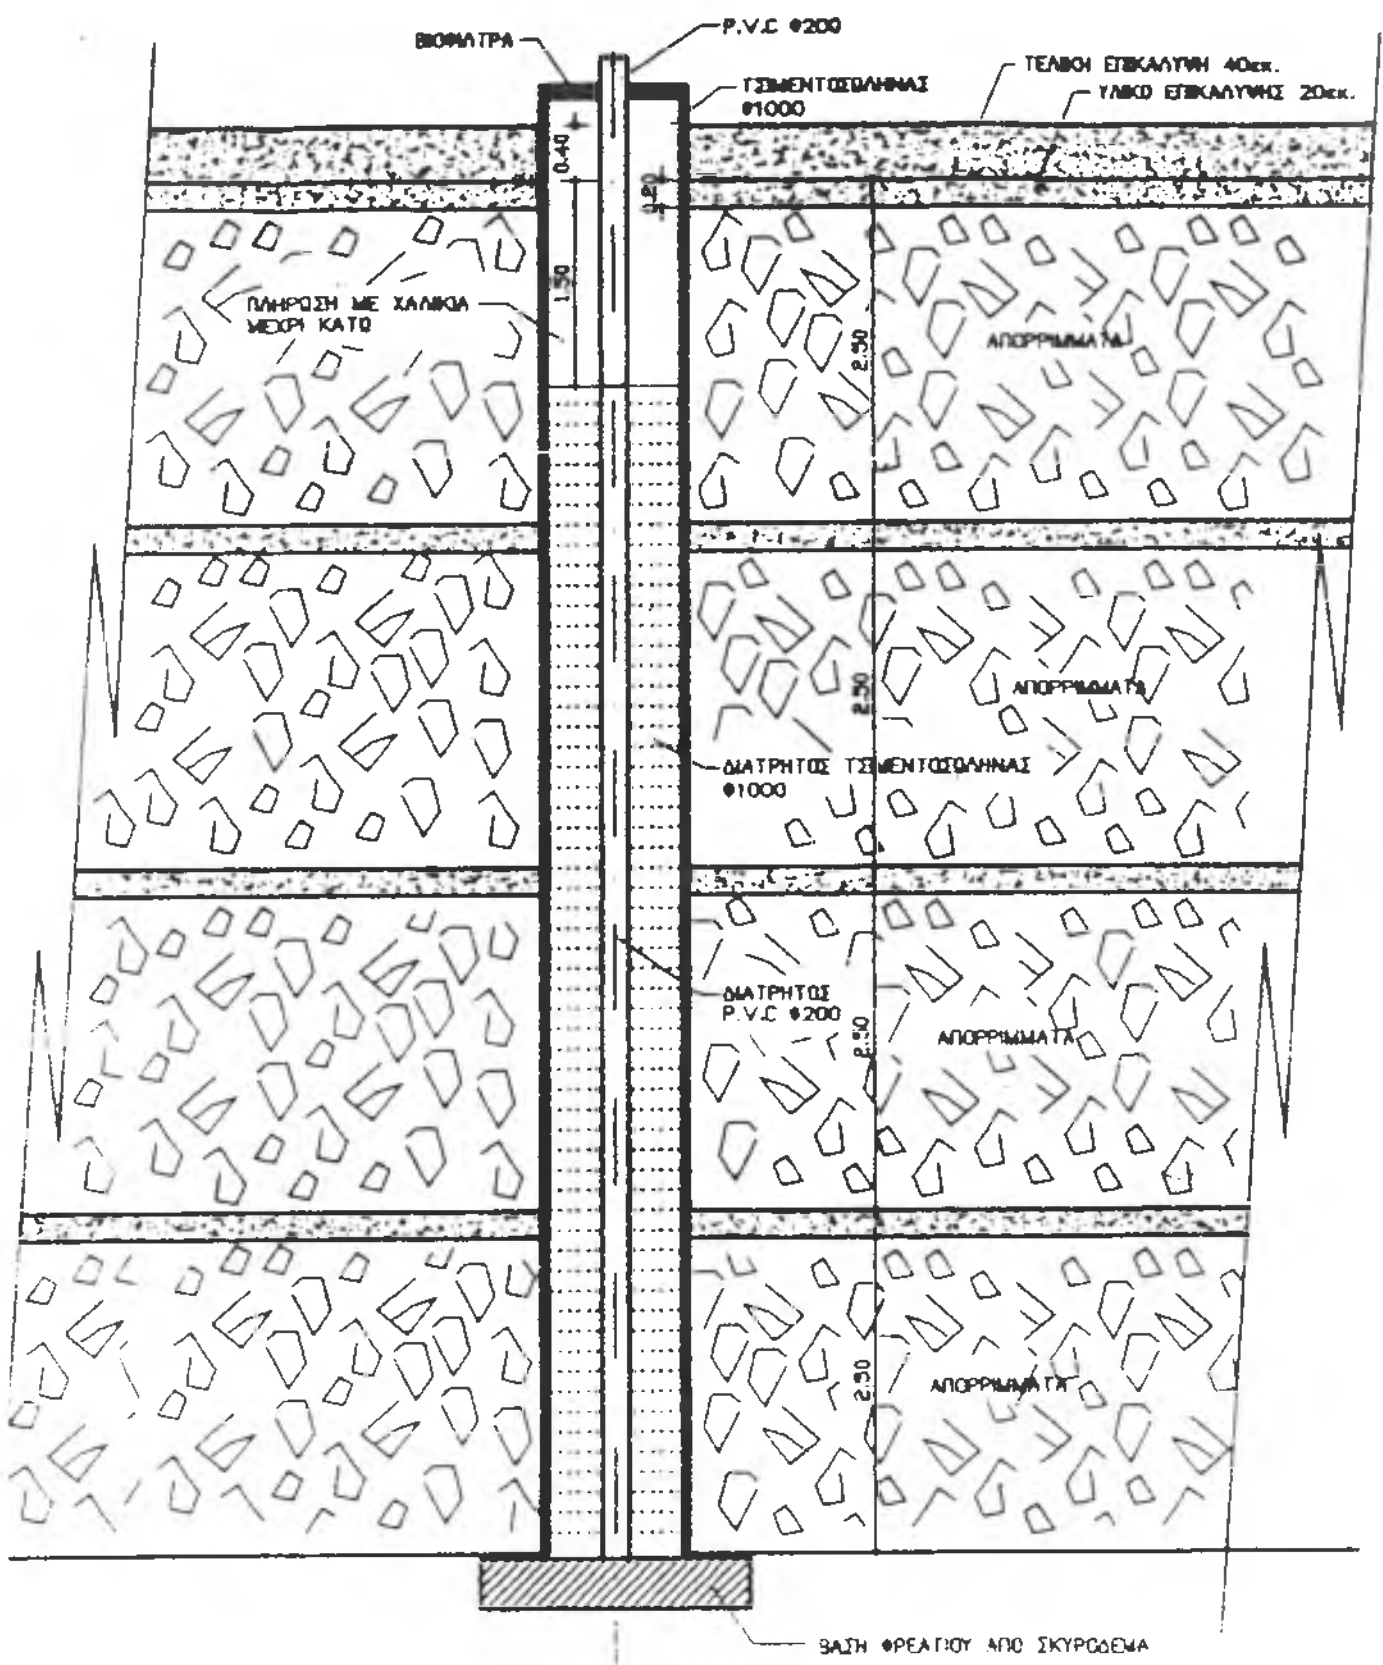 P.V.C Φ200
ΒΙΟΦΙΛΤΡΑ
ΤΕΛΙΚΗ ΕΠΙΚΑΛΥΨΗ 40εκ.
ΤΣΙΜΕΝΤΟΣΩΛΗΝΑΣ
Φ1000
ΥΛΙΚΟ ΕΠΙΚΑΛΥΨΗΣ 20εκ.
0.40
0.20
1.50
ΠΛΗΡΩΣΗ ΜΕ ΧΑΛΙΚΙΑ
ΜΕΧΡΙ ΚΑΤΩ
2.50
ΑΠΟΡΡΙΜΜΑΤΑ
2.50
ΑΠΟΡΡΙΜΜΑΤΑ
ΔΙΑΤΡΗΤΟΣ ΤΣΙΜΕΝΤΟΣΩΛΗΝΑΣ
Φ1000
ΔΙΑΤΡΗΤΟΣ
P.V.C Φ200
2.50
ΑΠΟΡΡΙΜΜΑΤΑ
2.50
ΑΠΟΡΡΙΜΜΑΤΑ
ΒΑΣΗ ΦΡΕΑΤΙΟΥ ΑΠΟ ΣΚΥΡΟΔΕΜΑ